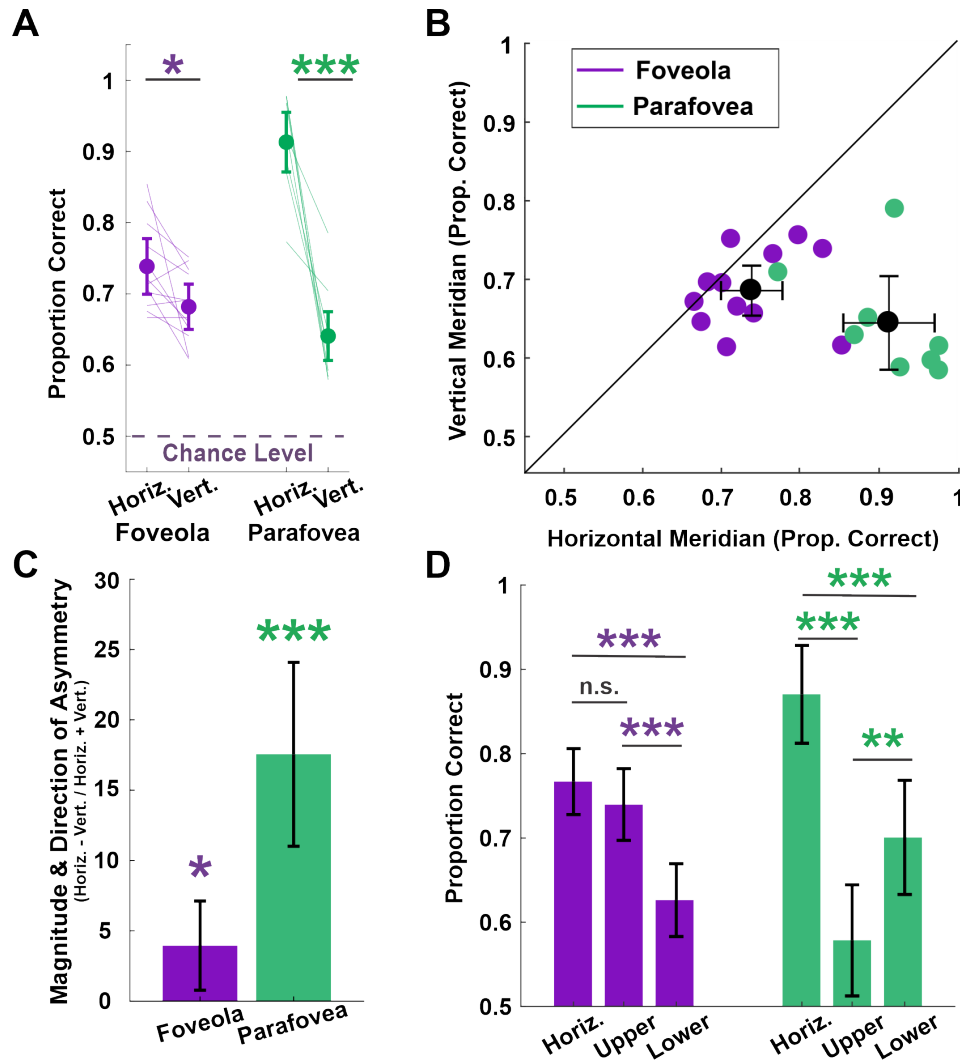 A
*
***
1
0.9
0.8
0.7
0.6
0.5
Proportion Correct
Chance Level
Horiz. Vert. Horiz. Vert.
Foveola Parafovea
B
Foveola
Parafovea
1
0.9
0.8
0.7
0.6
0.5
Vertical Meridian (Prop. Correct)
0.5 0.6 0.7 0.8 0.9 1
Horizontal Meridian (Prop. Correct)
C
30
25
20
15
10
5
0
Magnitude & Direction of Asymmetry
(Horiz. - Vert. / Horiz. + Vert.)
*
***
Foveola Parafovea
D
1
0.9
0.8
0.7
0.6
0.5
Proportion Correct
***
n.s.
***
***
***
**
Horiz. Upper Lower Horiz. Upper Lower